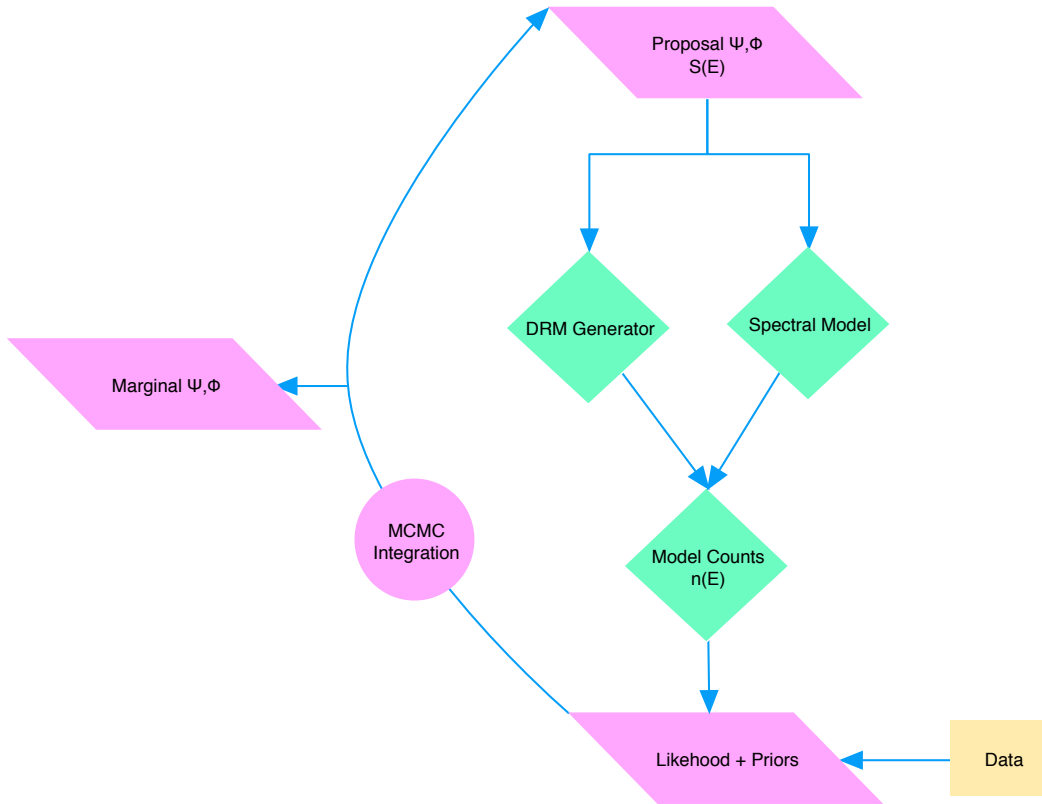 Proposal Ψ,Φ
S(E)
DRM Generator
Spectral Model
Marginal Ψ,Φ
MCMC
Integration
Model Counts
n(E)
Likehood + Priors
Data